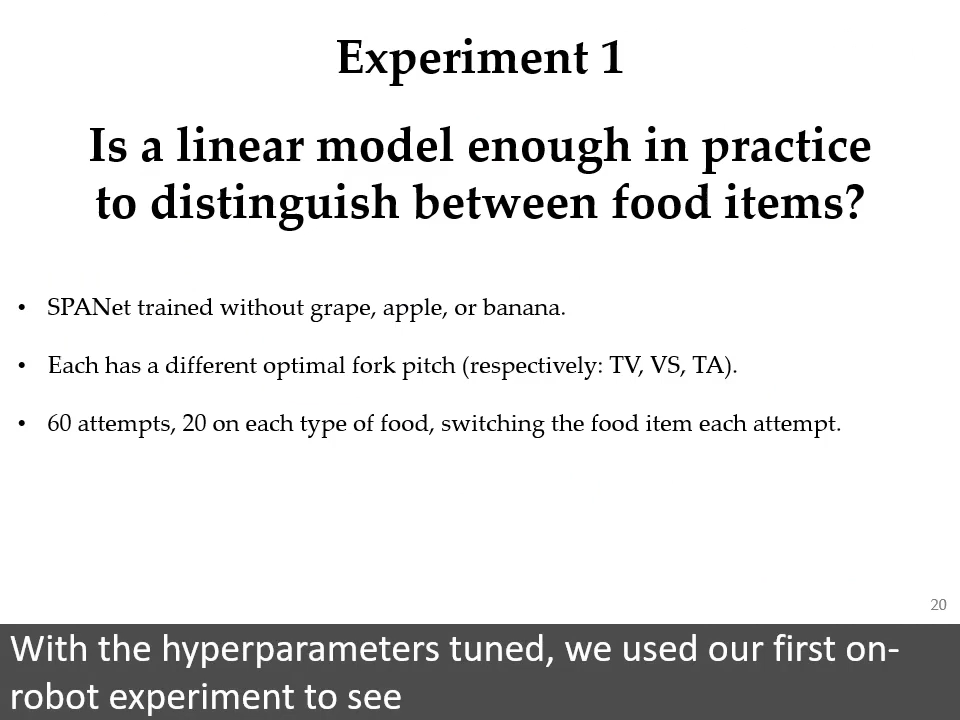 Experiment 1
Is a linear model enough in practice
to distinguish between food items?
• SPANet trained without grape, apple, or banana.
• Each has a different optimal fork pitch (respectively: TV, VS, TA).
• 60 attempts, 20 on each type of food, switching the food item each attempt.
20
With the hyperparameters tuned, we used our first on-
robot experiment to see